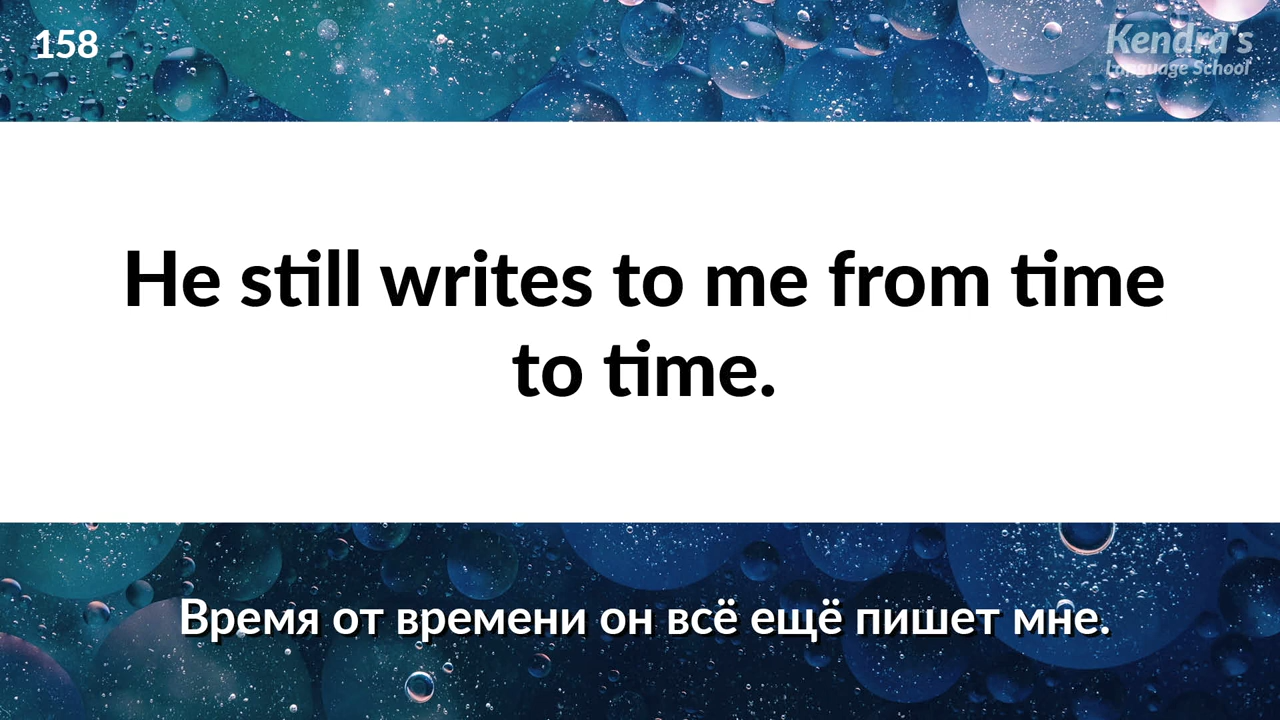 158
Kendra's
Language School
He still writes to me from time
to time.
Время от времени он всё ещё пишет мне.